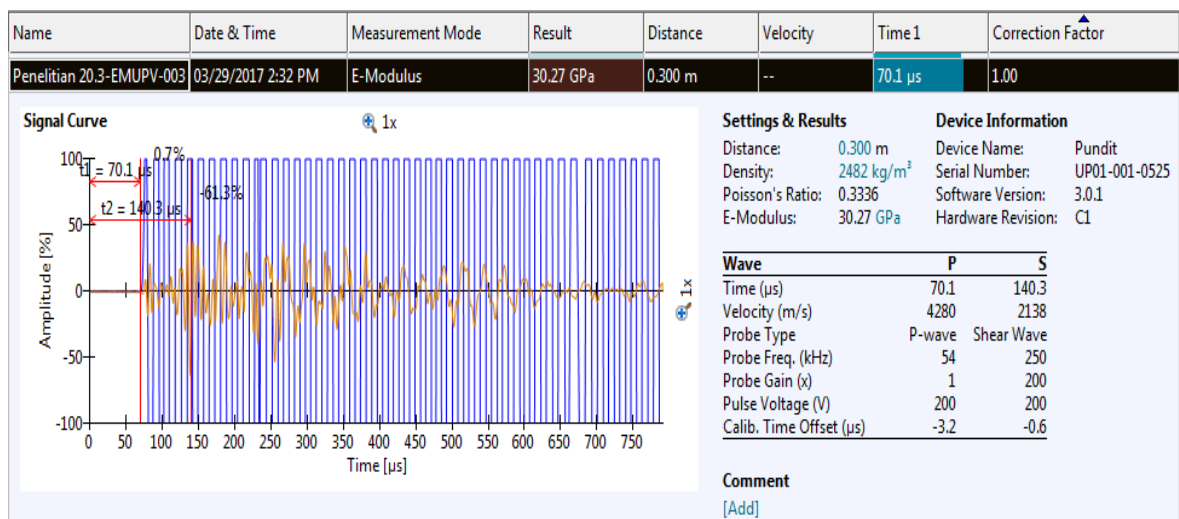 Name Date & Time Measurement Mode Result Distance Velocity Time 1 Correction Factor
Penelitian 20.3-EMUPV-003 03/29/2017 2:32 PM E-Modulus 30.27 GPa 0.300 m -- 70.1 µs 1.00
Signal Curve 1x
0.7%
t1 = 70.1 µs
-61.3%
t2 = 140.3 µs
Amplitude [%]
100
50
0
-50
-100
0 50 100 150 200 250 300 350 400 450 500 550 600 650 700 750
Time [µs]
1x
Settings & Results
Distance: 0.300 m
Density: 2482 kg/m³
Poisson's Ratio: 0.3336
E-Modulus: 30.27 GPa
Device Information
Device Name: Pundit
Serial Number: UP01-001-0525
Software Version: 3.0.1
Hardware Revision: C1
Wave P S
Time (µs) 70.1 140.3
Velocity (m/s) 4280 2138
Probe Type P-wave Shear Wave
Probe Freq. (kHz) 54 250
Probe Gain (x) 1 200
Pulse Voltage (V) 200 200
Calib. Time Offset (µs) -3.2 -0.6
Comment
[Add]